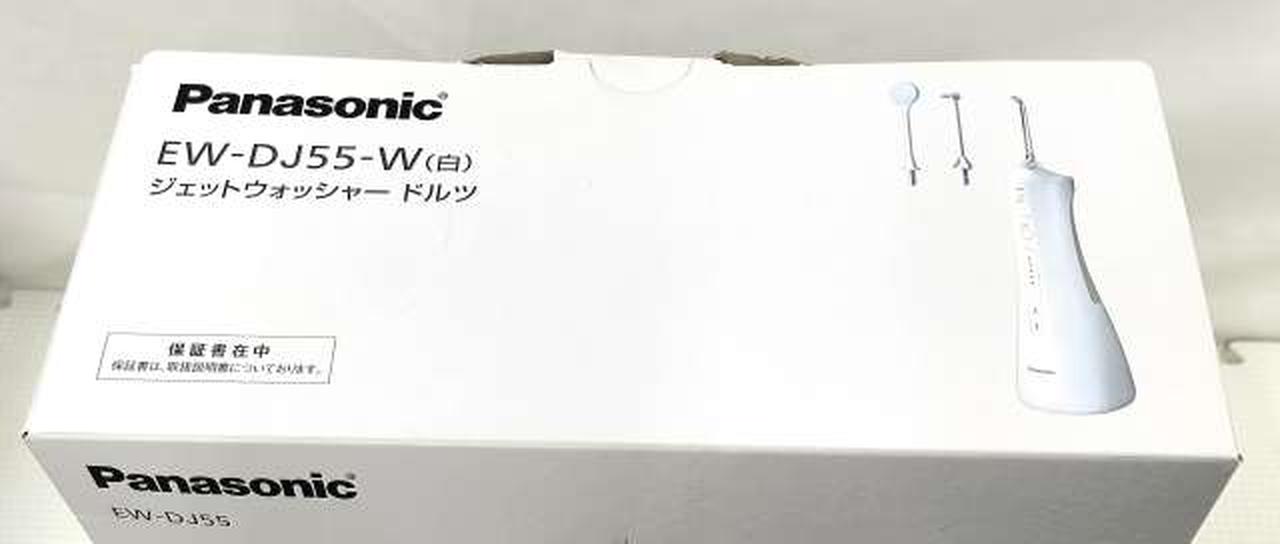 Panasonic®
EW-DJ55-W(白)
ジェットウォッシャー ドルツ
保証書在中
保証書は、取扱説明書についております。
Panasonic®
EW-DJ55